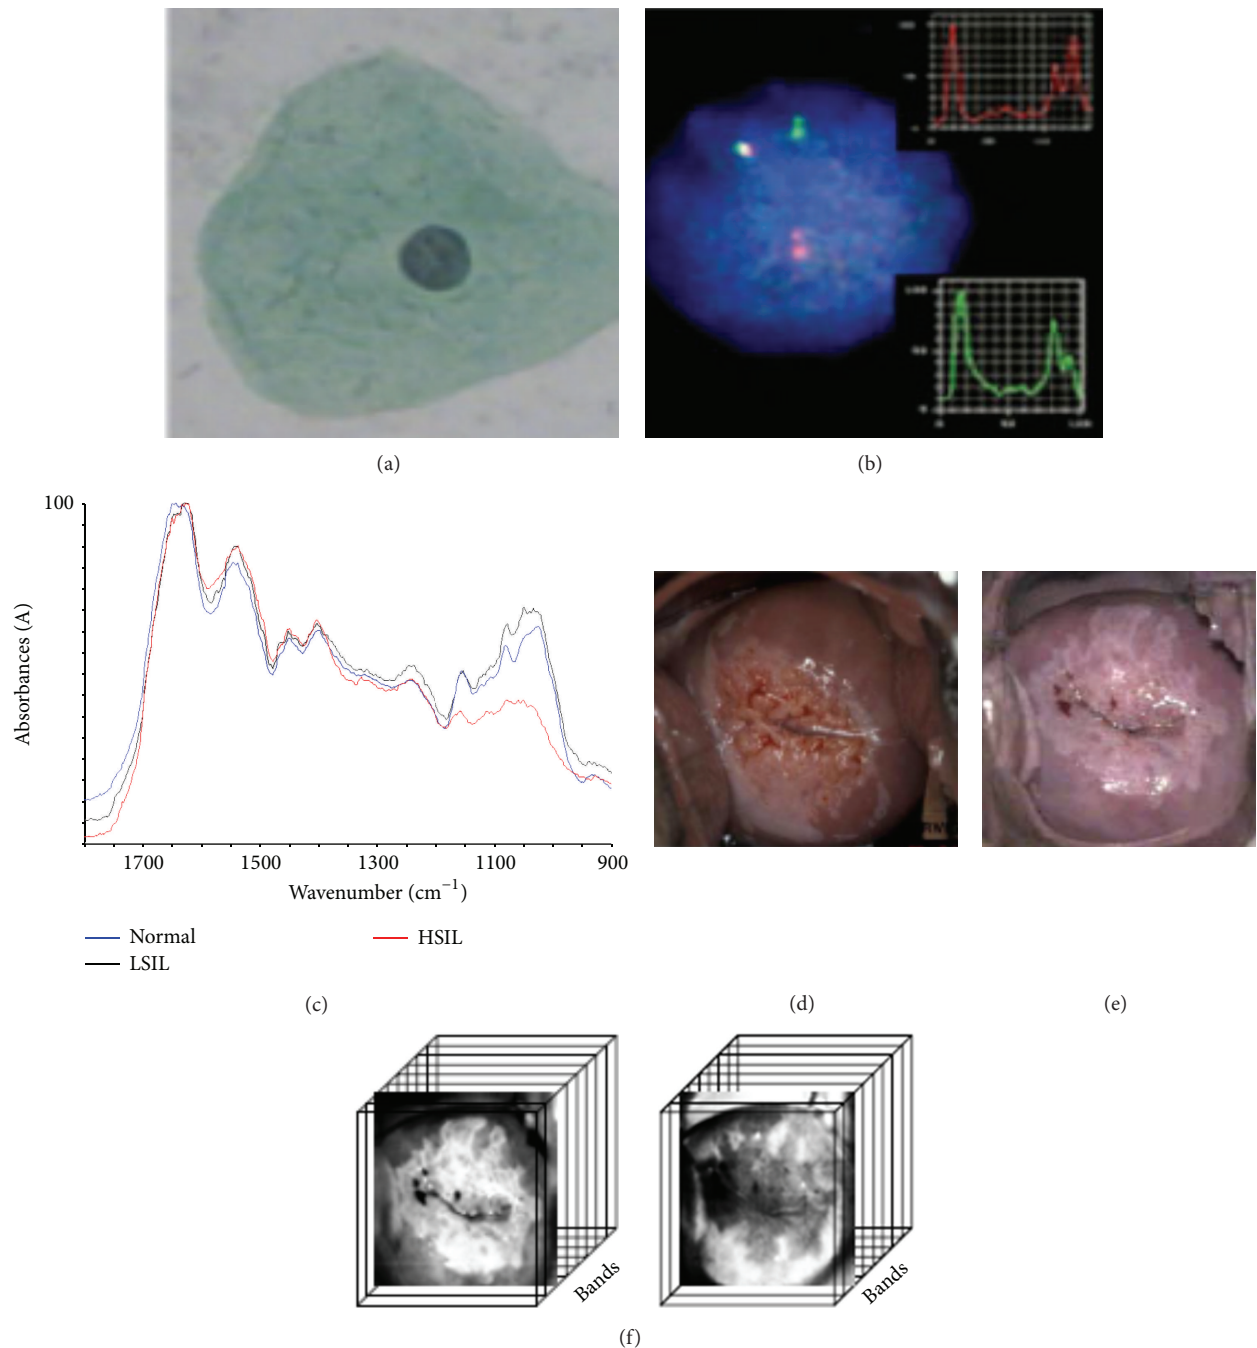 (a)
(b)
100
Absorbances (A)
1700
1500
1300
1100
900
Wavenumber (cm−1)
Normal
HSIL
LSIL
(c)
(d)
(e)
Bands
Bands
(f)